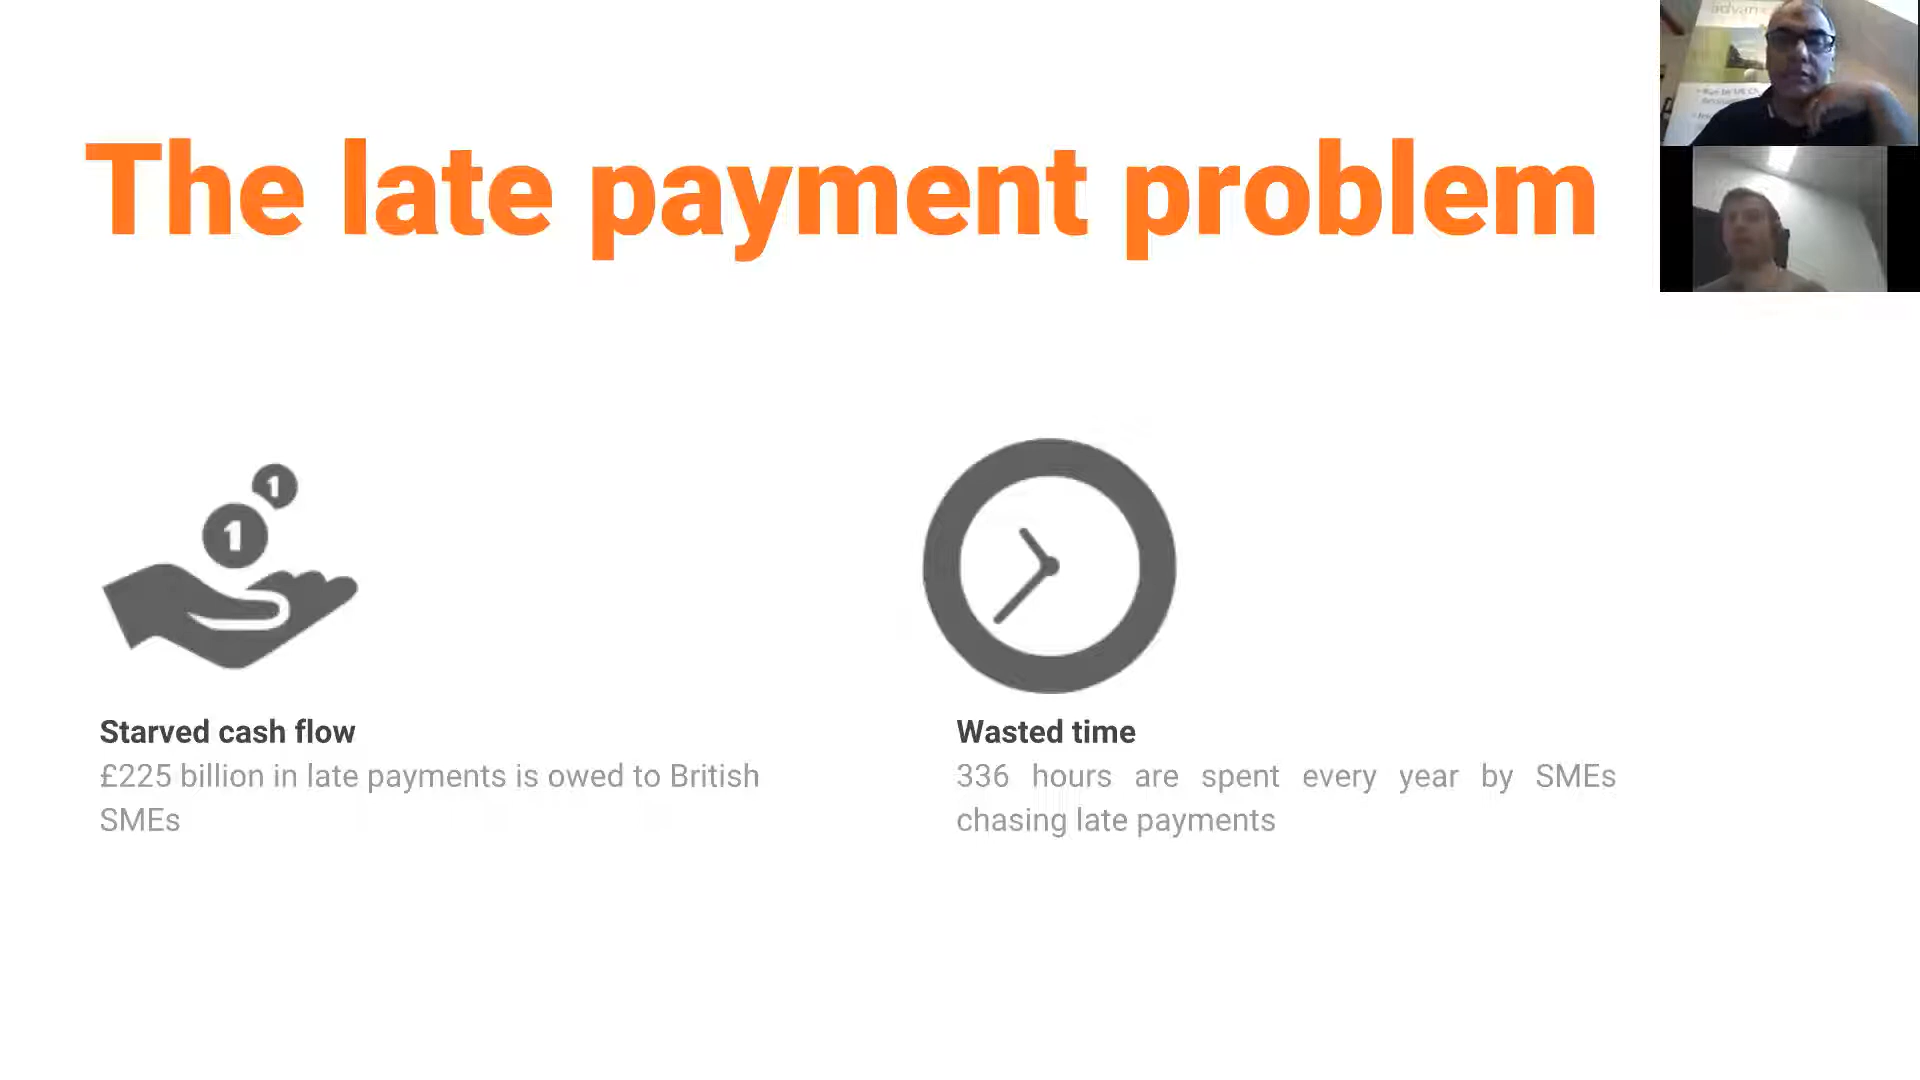 The late payment problem
advan
1
1
Starved cash flow
£225 billion in late payments is owed to British
SMEs
Wasted time
336 hours are spent every year by SMEs
chasing late payments